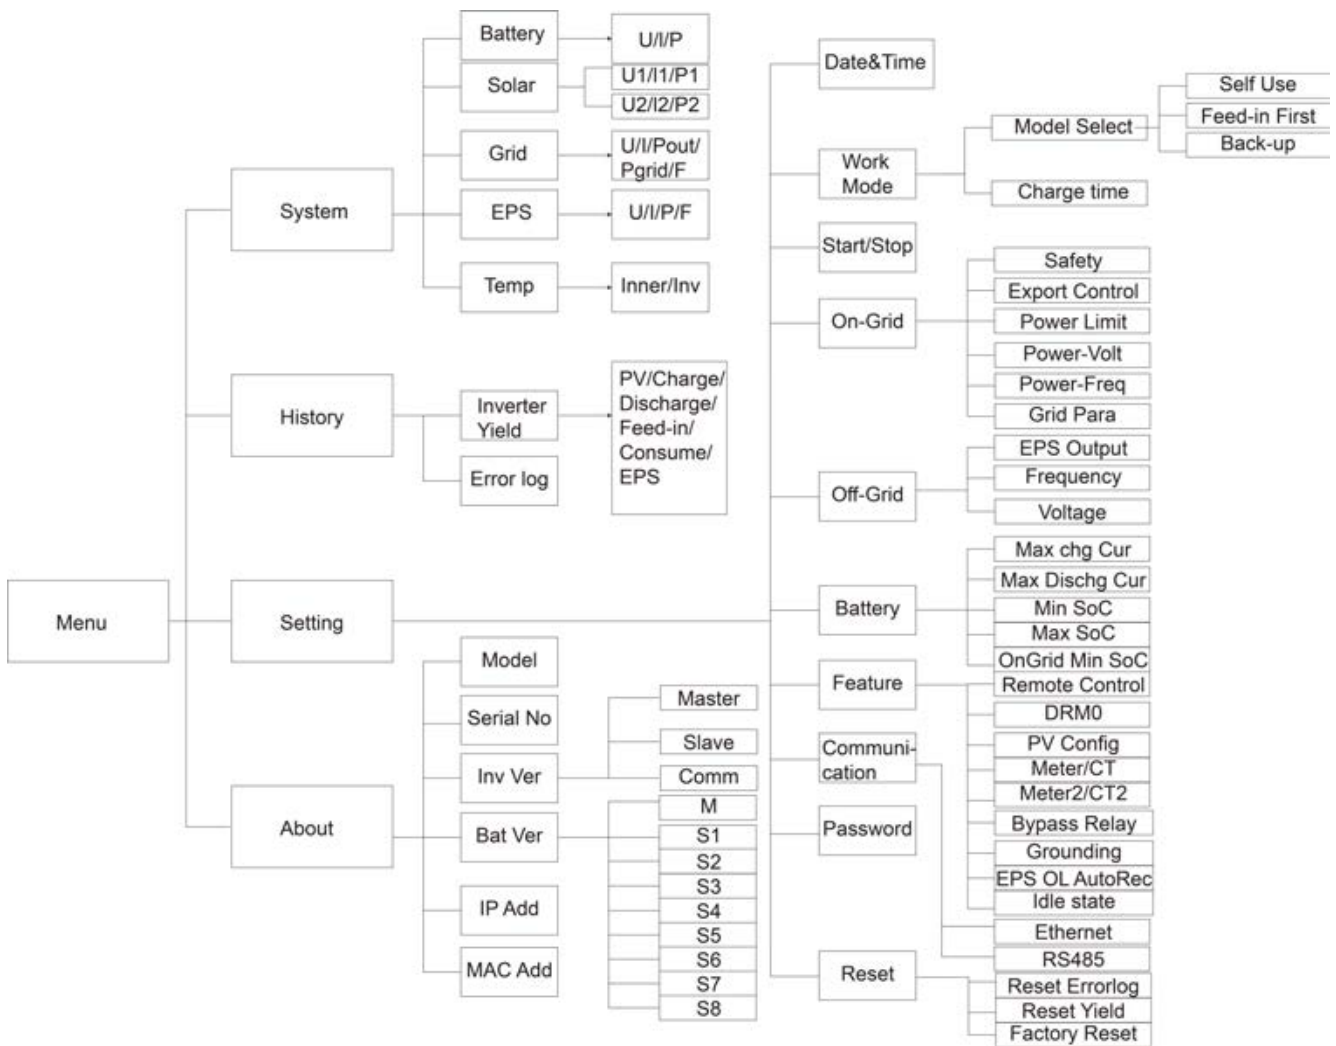 Menu
System
Battery
U/I/P
Solar
U1/I1/P1
U2/I2/P2
Grid
U/I/Pout/
Pgrid/F
EPS
U/I/P/F
Temp
Inner/Inv
History
Inverter
Yield
PV/Charge/
Discharge/
Feed-in/
Consume/
EPS
Error log
Setting
Date&Time
Work
Mode
Model Select
Self Use
Feed-in First
Back-up
Charge time
Start/Stop
On-Grid
Safety
Export Control
Power Limit
Power-Volt
Power-Freq
Grid Para
Off-Grid
EPS Output
Frequency
Voltage
Battery
Max chg Cur
Max Dischg Cur
Min SoC
Max SoC
OnGrid Min SoC
Feature
Remote Control
DRM0
PV Config
Meter/CT
Meter2/CT2
Bypass Relay
Grounding
EPS OL AutoRec
Idle state
Communi-
cation
Ethernet
RS485
Password
Reset
Reset Errorlog
Reset Yield
Factory Reset
About
Model
Serial No
Inv Ver
Master
Slave
Comm
Bat Ver
M
S1
S2
S3
S4
S5
S6
S7
S8
IP Add
MAC Add